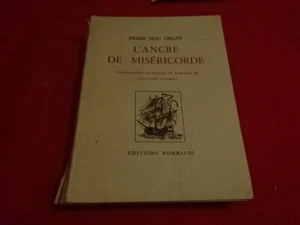 PIERRE MAC ORLAN
L'ANCRE
DE MISÉRICORDE
EDITIONS ROMBALDI